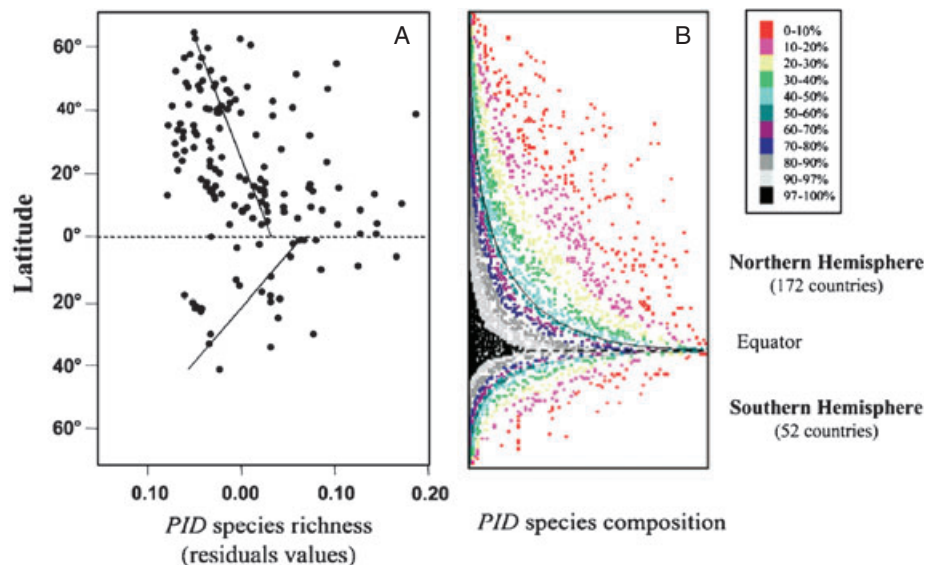 A
B
60°
40°
20°
0°
20°
40°
60°
Latitude
0.10
0.00
0.10
0.20
PID species richness
(residuals values)
PID species composition
0-10%
10-20%
20-30%
30-40%
40-50%
50-60%
60-70%
70-80%
80-90%
90-97%
97-100%
Northern Hemisphere
(172 countries)
Equator
Southern Hemisphere
(52 countries)